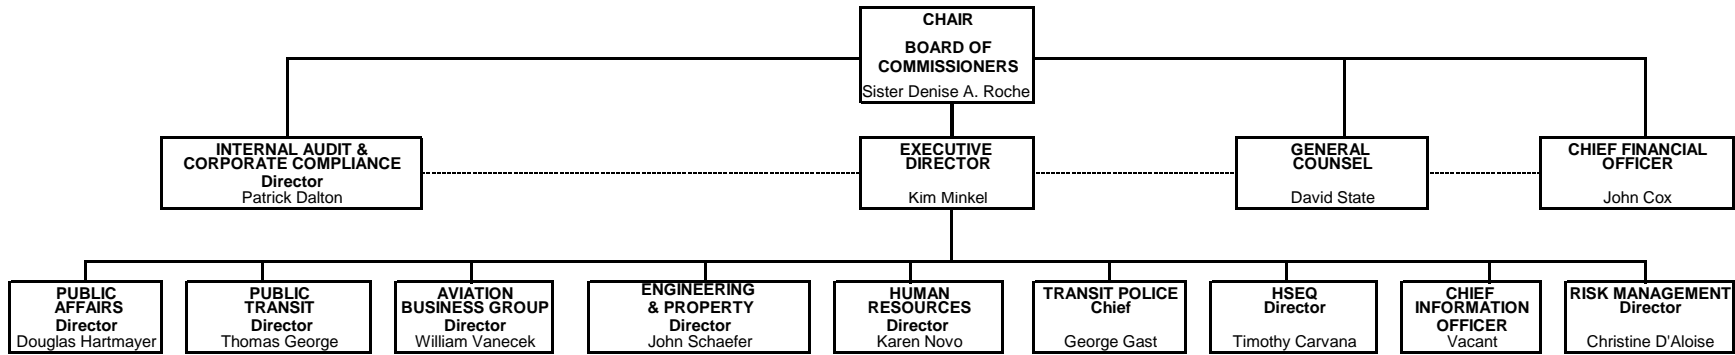 CHAIR
BOARD OF
COMMISSIONERS
Sister Denise A. Roche
INTERNAL AUDIT &
CORPORATE COMPLIANCE
Director
Patrick Dalton
EXECUTIVE
DIRECTOR
Kim Minkel
GENERAL
COUNSEL
David State
CHIEF FINANCIAL
OFFICER
John Cox
PUBLIC
AFFAIRS
Director
Douglas Hartmayer
PUBLIC
TRANSIT
Director
Thomas George
AVIATION
BUSINESS GROUP
Director
William Vanecek
ENGINEERING
& PROPERTY
Director
John Schaefer
HUMAN
RESOURCES
Director
Karen Novo
TRANSIT POLICE
Chief
George Gast
HSEQ
Director
Timothy Carvana
CHIEF
INFORMATION
OFFICER
Vacant
RISK MANAGEMENT
Director
Christine D'Aloise